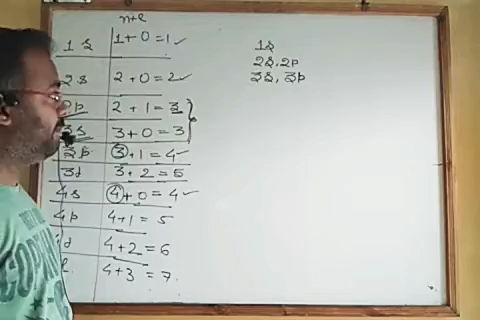 n+l
1s 1+0=1 ✓
2s 2+0=2 ✓
2p 2+1=3
3s 3+0=3
3p 3+1=4 ✓
3d 3+2=5
4s 4+0=4 ✓
4p 4+1=5
d 4+2=6
4+3=7
1s
2s, 2p
3s, 3p